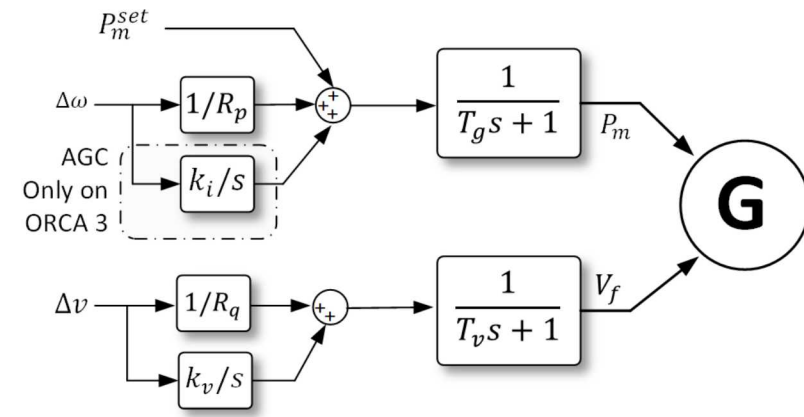 P_m^{set}
Δω
1/R_p
+
+
+
1
T_g s + 1
P_m
AGC
Only on
ORCA 3
k_i/s
G
Δv
1/R_q
+
+
1
T_v s + 1
V_f
k_v/s